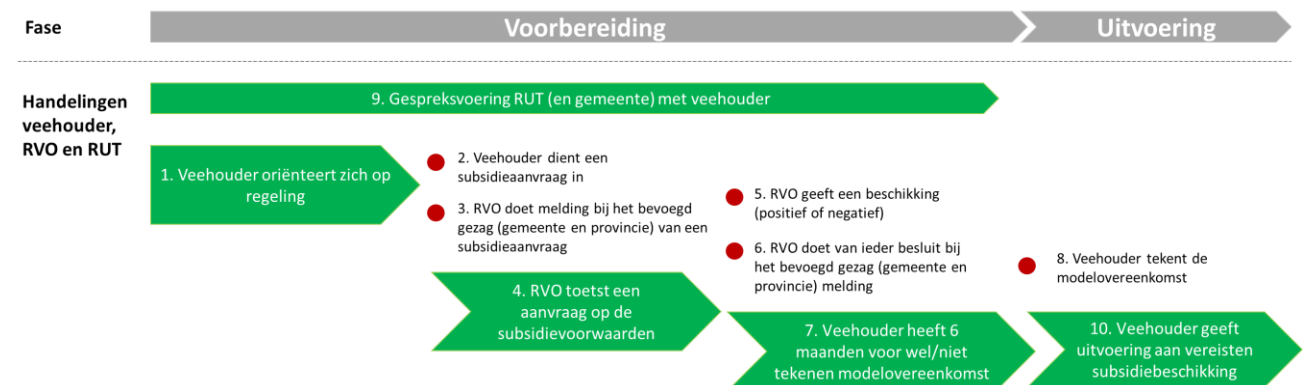 Fase
Voorbereiding
Uitvoering
Handelingen
veehouder,
RVO en RUT
9. Gespreksvoering RUT (en gemeente) met veehouder
1. Veehouder oriënteert zich op
regeling
2. Veehouder dient een
subsidieaanvraag in
3. RVO doet melding bij het bevoegd
gezag (gemeente en provincie) van een
subsidieaanvraag
4. RVO toetst een
aanvraag op de
subsidievoorwaarden
5. RVO geeft een beschikking
(positief of negatief)
6. RVO doet van ieder besluit bij
het bevoegd gezag (gemeente en
provincie) melding
7. Veehouder heeft 6
maanden voor wel/niet
tekenen modelovereenkomst
8. Veehouder tekent de
modelovereenkomst
10. Veehouder geeft
uitvoering aan vereisten
subsidiebeschikking